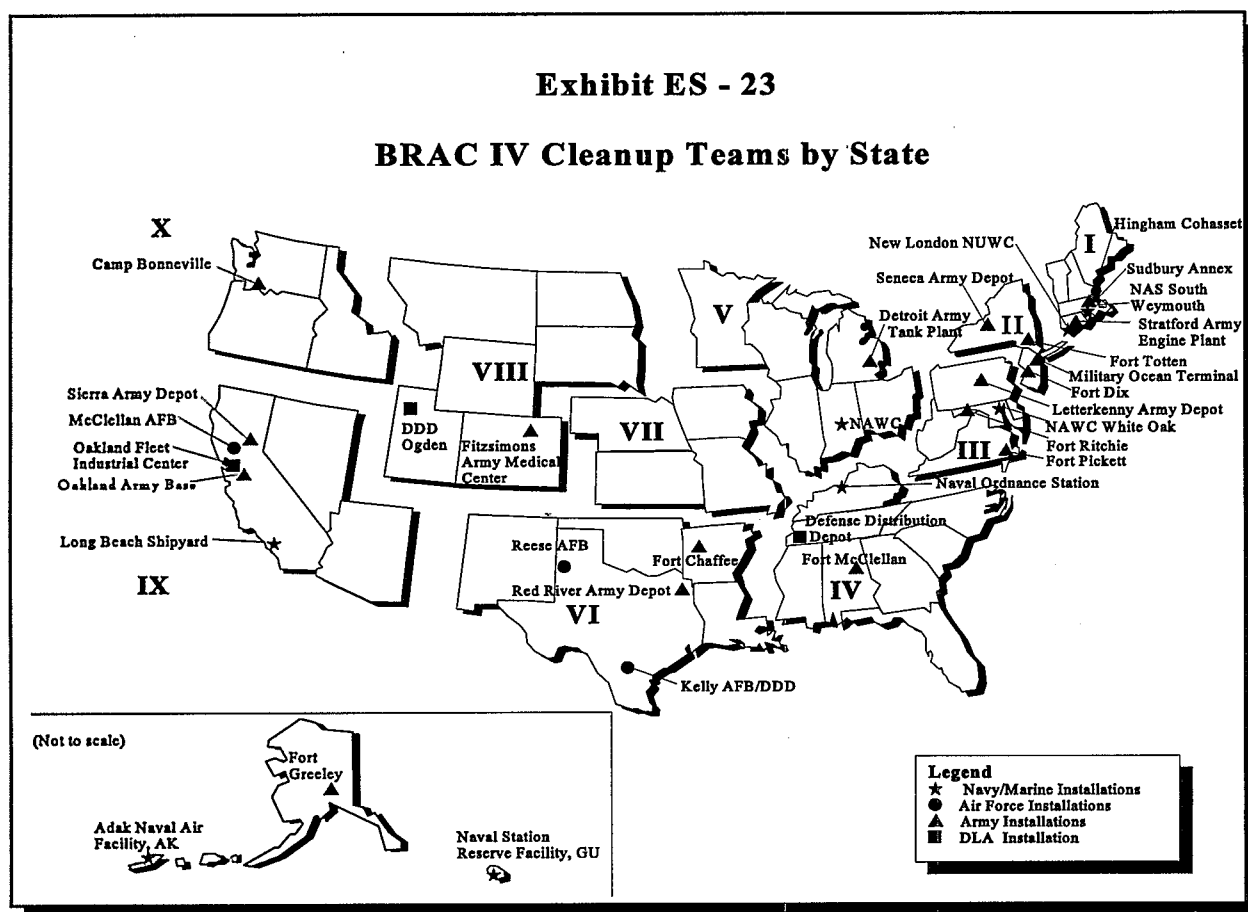 Exhibit ES - 23
BRAC IV Cleanup Teams by State
X
Camp Bonneville
I
Hingham Cohasset
New London NUWC
Seneca Army Depot
Sudbury Annex
NAS South
Weymouth
Stratford Army
Engine Plant
Detroit Army
Tank Plant
V
II
Fort Totten
Military Ocean Terminal
Fort Dix
Letterkenny Army Depot
NAWC White Oak
Fort Ritchie
Fort Pickett
III
VIII
Sierra Army Depot
McClellan AFB
Oakland Fleet
Industrial Center
Oakland Army Base
DDD
Ogden
Fitzsimons
Army Medical
Center
VII
NAWC
Naval Ordnance Station
Long Beach Shipyard
IX
Reese AFB
Fort Chaffee
Red River Army Depot
VI
Kelly AFB/DDD
Defense Distribution
Depot
Fort McClellan
IV
(Not to scale)
Fort
Greeley
Adak Naval Air
Facility, AK
Naval Station
Reserve Facility, GU
Legend
Navy/Marine Installations
Air Force Installations
Army Installations
DLA Installation